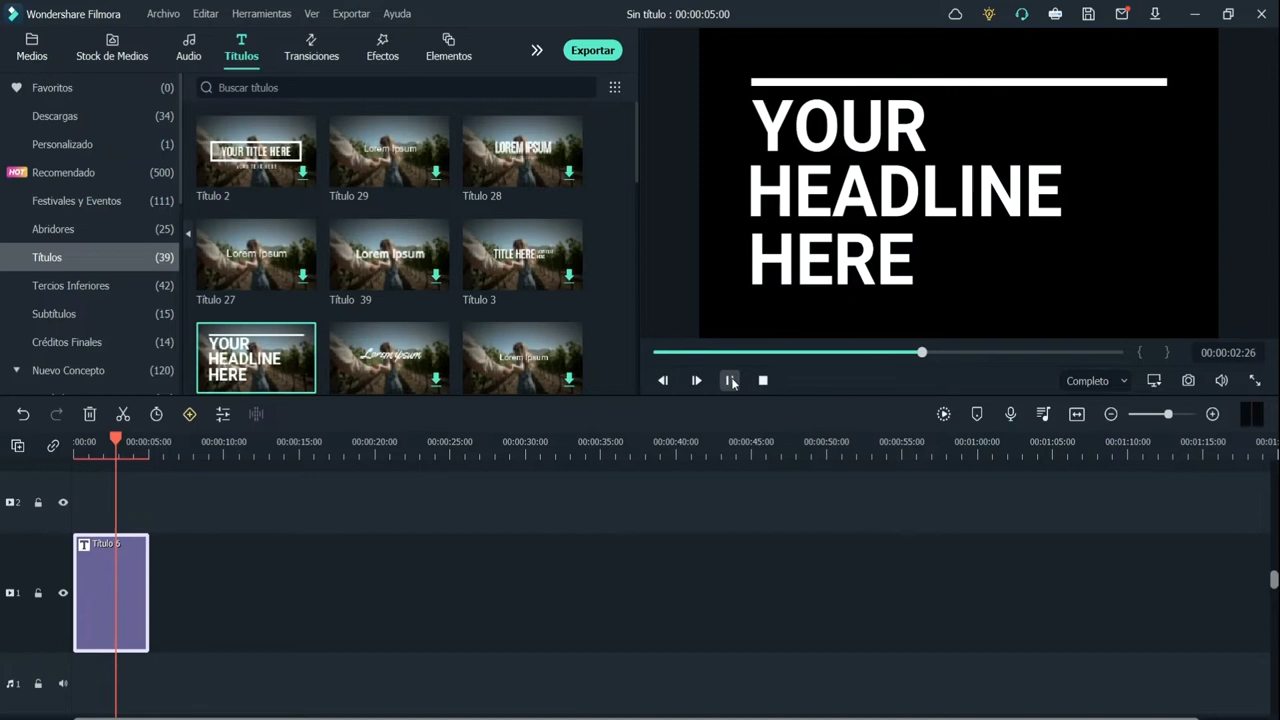 Wondershare Filmora
Archivo Editar Herramientas Ver Exportar Ayuda
Sin título : 00:00:05:00
Medios
Stock de Medios
Audio
Títulos
Transiciones
Efectos
Elementos
Exportar
Favoritos (0)
Descargas (34)
Personalizado (1)
HOT Recomendado (500)
Festivales y Eventos (111)
Abridores (25)
Títulos (39)
Tercios Inferiores (42)
Subtítulos (15)
Créditos Finales (14)
Nuevo Concepto (120)
Buscar títulos
YOUR TITLE HERE
Lorem Ipsum
LOREM IPSUM
Título 2
Título 29
Título 28
Lorem Ipsum
Lorem Ipsum
TITLE HERE
Título 27
Título 39
Título 3
YOUR
HEADLINE
HERE
Lorem Ipsum
Lorem Ipsum
YOUR
HEADLINE
HERE
00:00:02:26
Completo
:00:00 00:00:05:00 00:00:10:00 00:00:15:00 00:00:20:00 00:00:25:00 00:00:30:00 00:00:35:00 00:00:40:00 00:00:45:00 00:00:50:00 00:00:55:00 00:01:00:00 00:01:05:00 00:01:10:00 00:01:15:00 00:01:
2
T Título 6
1
1